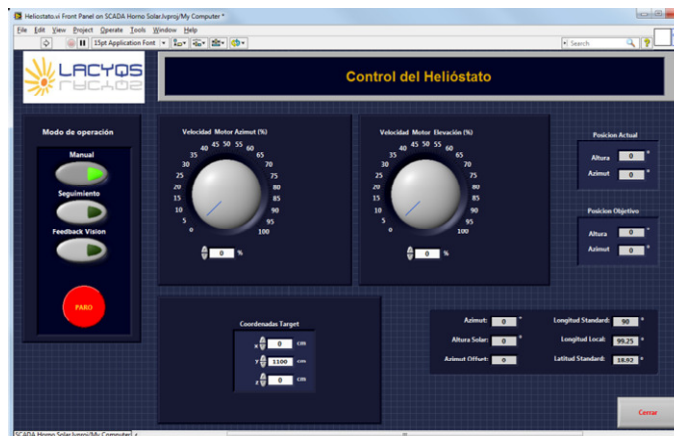 Heliostato.vi Front Panel on SCADA Horno Solar.lvproj/My Computer *
File Edit View Project Operate Tools Window Help
15pt Application Font
Search
LACYQS
Control del Helióstato
Modo de operación
Manual
Seguimiento
Feedback Vision
PARO
Velocidad Motor Azimut (%)
0 5 10 15 20 25 30 35 40 45 50 55 60 65 70 75 80 85 90 95 100
0 %
Velocidad Motor Elevación (%)
0 5 10 15 20 25 30 35 40 45 50 55 60 65 70 75 80 85 90 95 100
0 %
Posicion Actual
Altura 0 °
Azimut 0 °
Posicion Objetivo
Altura 0 °
Azimut 0 °
Coordenadas Target
x 0 cm
y 1100 cm
z 0 cm
Azimut: 0 °
Altura Solar: 0 °
Azimut Offset: 0
Longitud Standard: 90 °
Longitud Local: 99.25 °
Latitud Standard: 18.92 °
Cerrar
SCADA Horno Solar.lvproj/My Computer